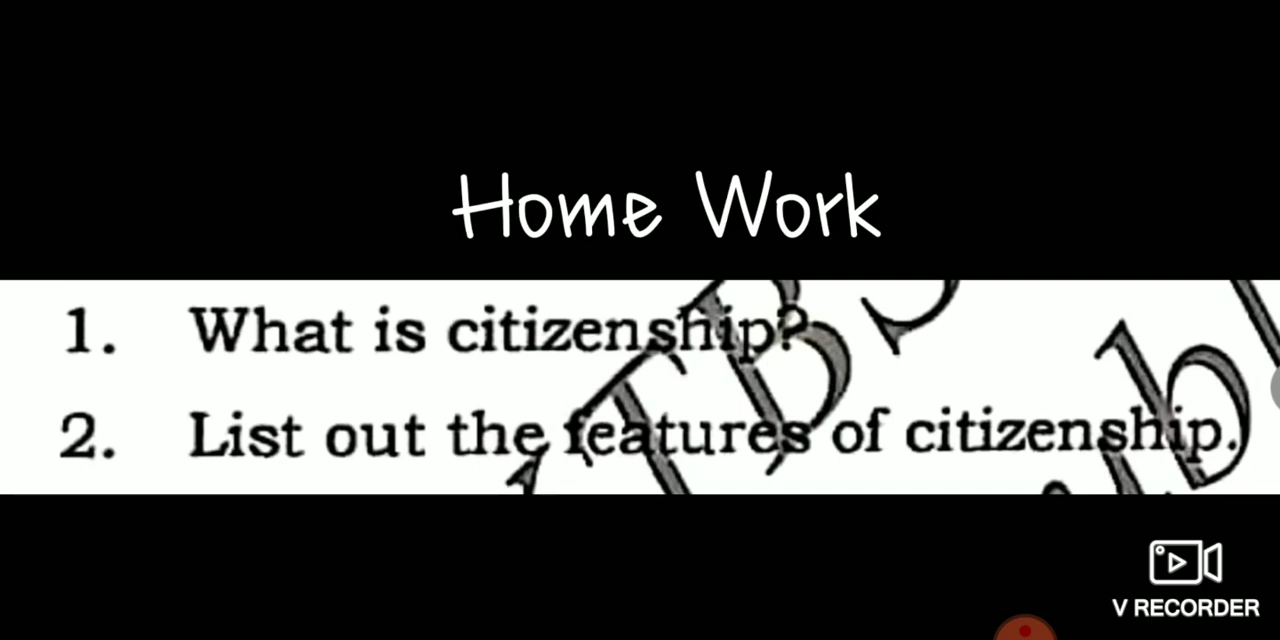 Home Work
1. What is citizenship?
2. List out the features of citizenship.
V RECORDER